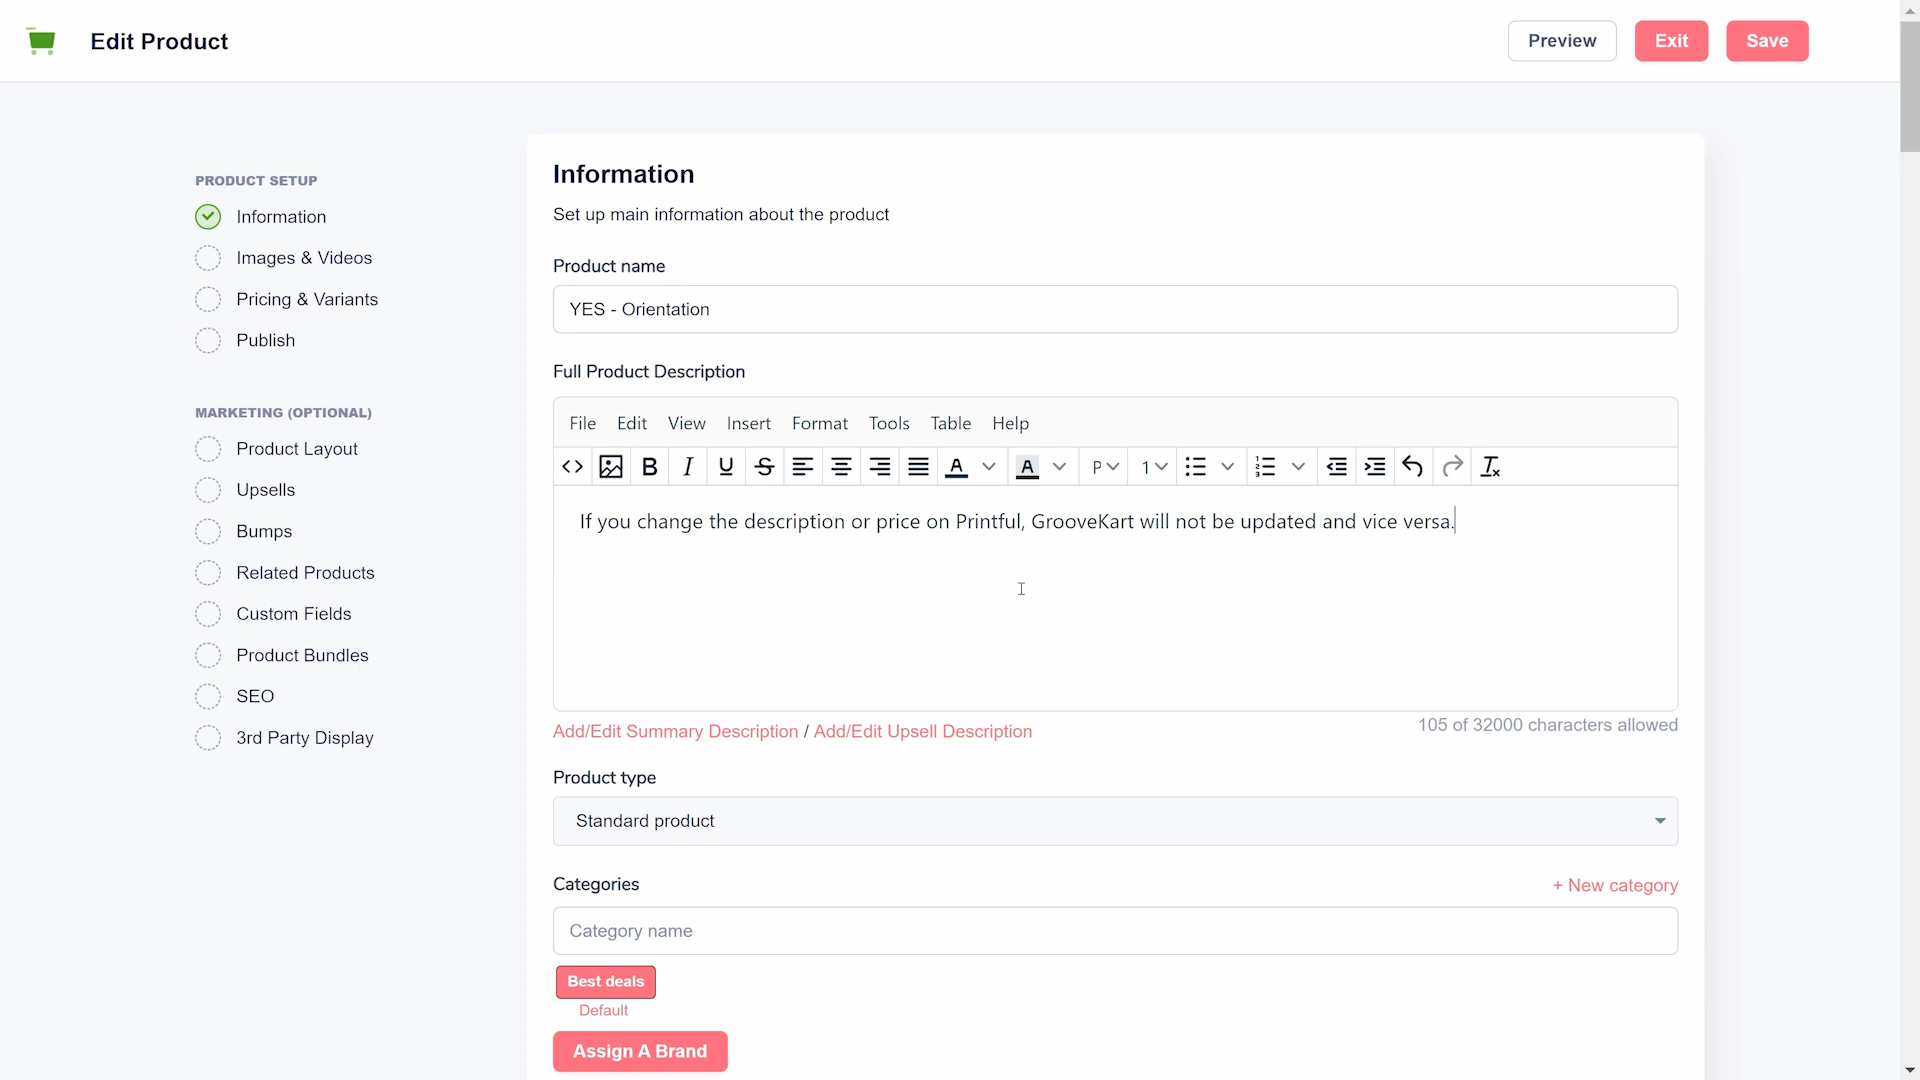 Edit Product
Preview
Exit
Save
PRODUCT SETUP
Information
Images & Videos
Pricing & Variants
Publish
MARKETING (OPTIONAL)
Product Layout
Upsells
Bumps
Related Products
Custom Fields
Product Bundles
SEO
3rd Party Display
Information
Set up main information about the product
Product name
YES - Orientation
Full Product Description
File Edit View Insert Format Tools Table Help
B I U S A A P 1
If you change the description or price on Printful, GrooveKart will not be updated and vice versa.
Add/Edit Summary Description / Add/Edit Upsell Description
105 of 32000 characters allowed
Product type
Standard product
Categories
+ New category
Category name
Best deals
Default
Assign A Brand